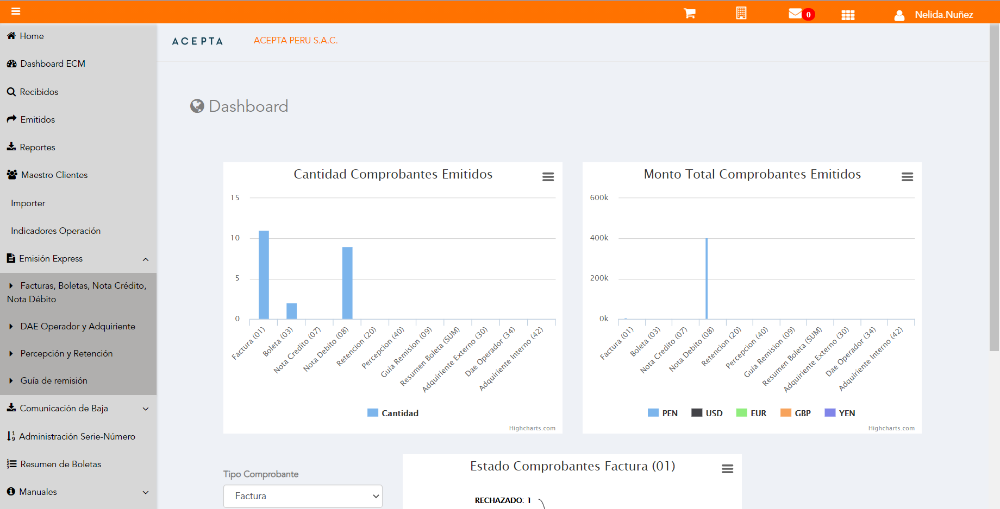 0
Nelida.Nuñez
Home
Dashboard ECM
Recibidos
Emitidos
Reportes
Maestro Clientes
Importer
Indicadores Operación
Emisión Express
Facturas, Boletas, Nota Crédito,
Nota Débito
DAE Operador y Adquiriente
Percepción y Retención
Guía de remisión
Comunicación de Baja
Administración Serie-Número
Resumen de Boletas
Manuales
ACEPTA
ACEPTA PERU S.A.C.
Dashboard
Cantidad Comprobantes Emitidos
15
10
5
0
Factura (01)
Boleta (03)
Nota Credito (07)
Nota Debito (08)
Retencion (20)
Percepcion (40)
Guia Remision (09)
Resumen Boleta (SUM)
Adquiriente Externo (30)
Dae Operador (34)
Adquiriente Interno (42)
Cantidad
Highcharts.com
Monto Total Comprobantes Emitidos
600k
400k
200k
0k
Factura (01)
Boleta (03)
Nota Credito (07)
Nota Debito (08)
Retencion (20)
Percepcion (40)
Guia Remision (09)
Resumen Boleta (SUM)
Adquiriente Externo (30)
Dae Operador (34)
Adquiriente Interno (42)
PEN USD EUR GBP YEN
Highcharts.com
Tipo Comprobante
Factura
Estado Comprobantes Factura (01)
RECHAZADO: 1